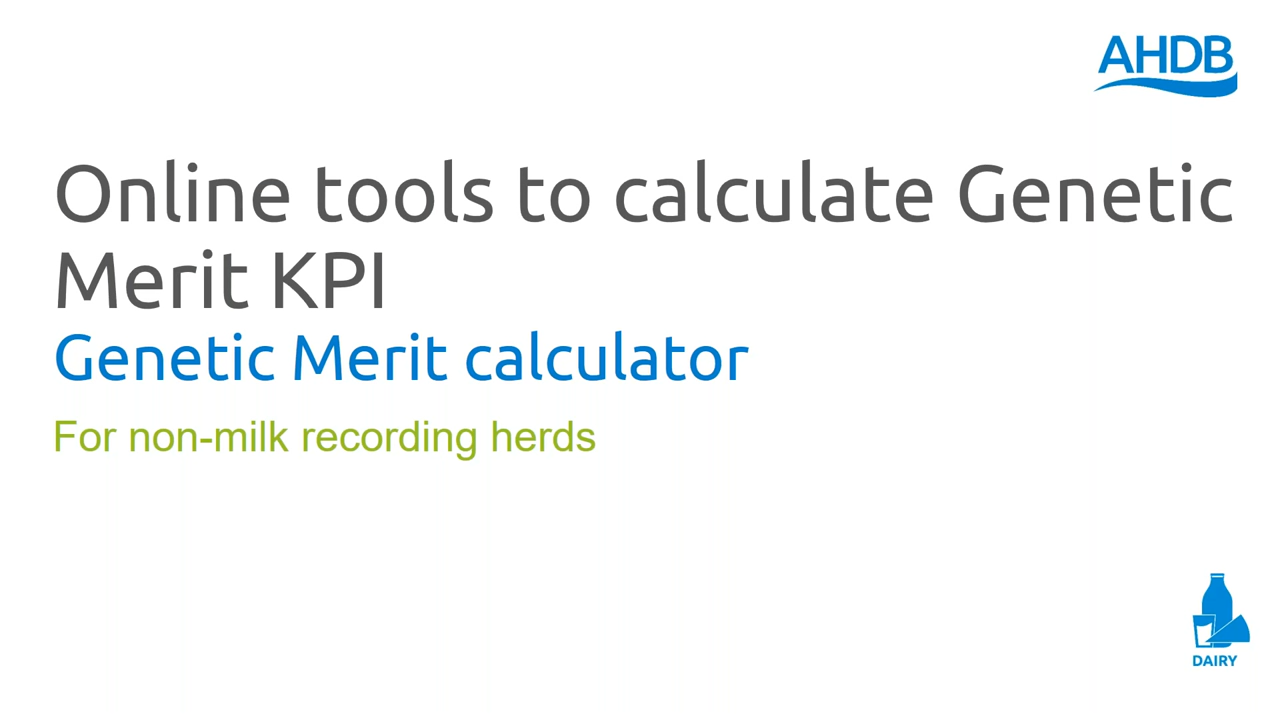 AHDB
Online tools to calculate Genetic
Merit KPI
Genetic Merit calculator
For non-milk recording herds
DAIRY